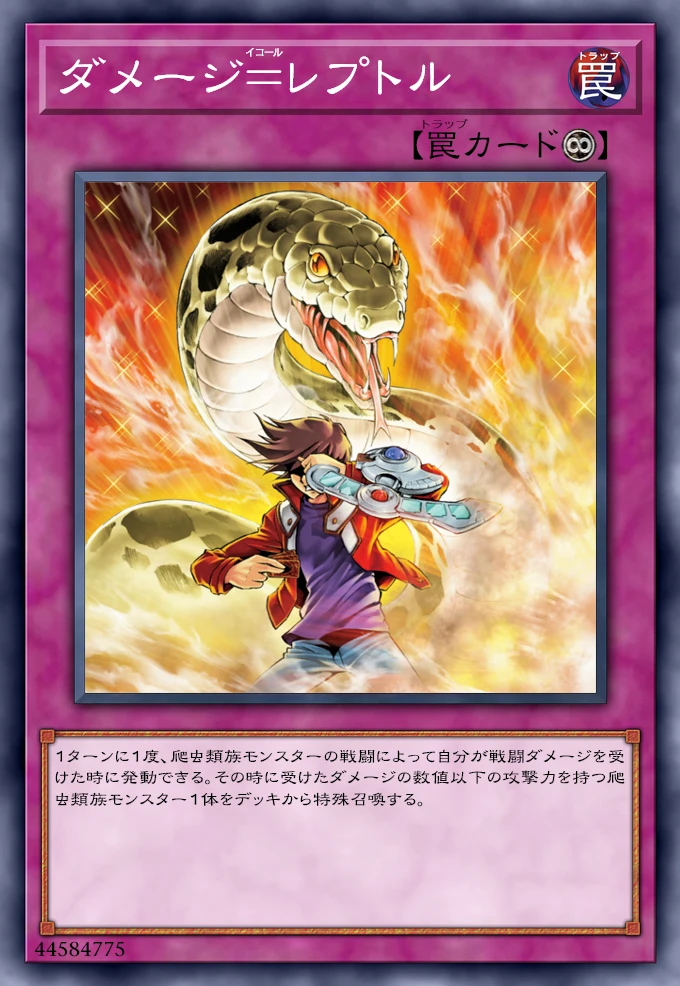 イコール
ダメージ＝レプトル
トラップ
罠
トラップ
【罠カード】
1ターンに1度、爬虫類族モンスターの戦闘によって自分が戦闘ダメージを受
けた時に発動できる。その時に受けたダメージの数値以下の攻撃力を持つ爬
虫類族モンスター1体をデッキから特殊召喚する。
44584775